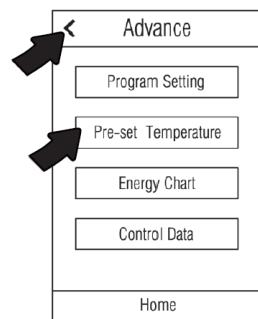 < Advance
Program Setting
Pre-set Temperature
Energy Chart
Control Data
Home